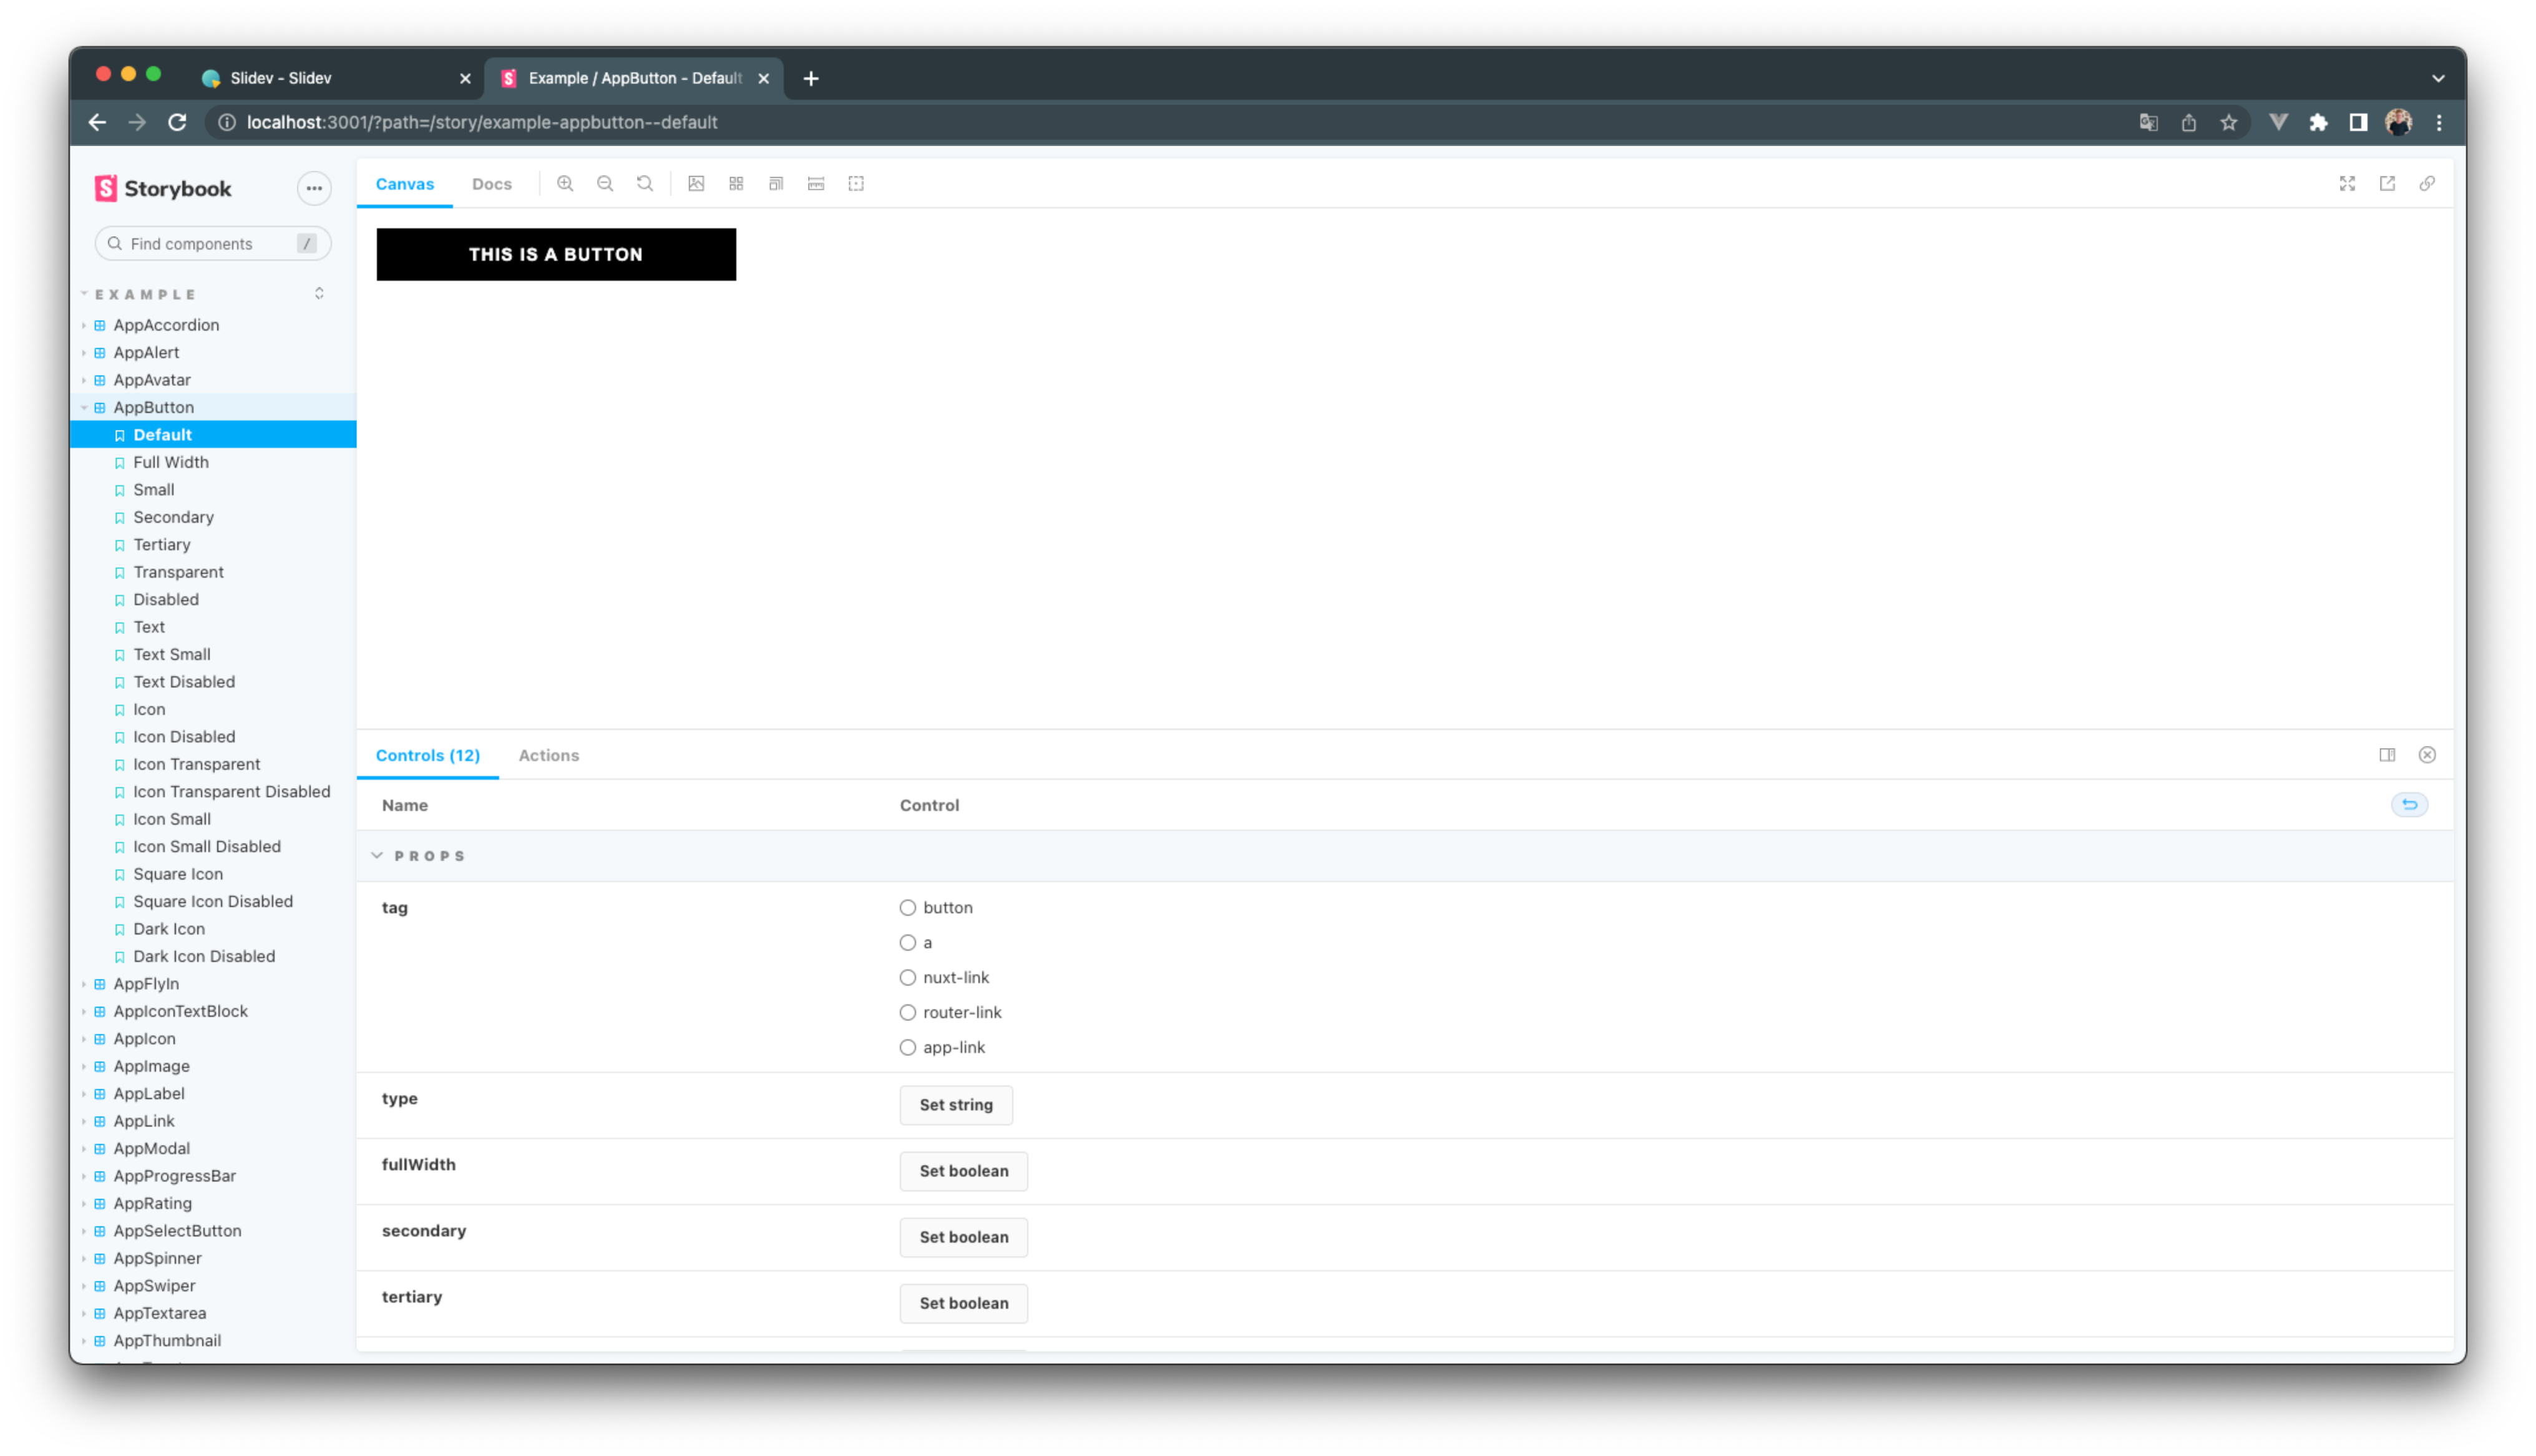 Slidev - Slidev
Example / AppButton - Default
localhost:3001/?path=/story/example-appbutton--default
Storybook
Find components /
EXAMPLE
AppAccordion
AppAlert
AppAvatar
AppButton
Default
Full Width
Small
Secondary
Tertiary
Transparent
Disabled
Text
Text Small
Text Disabled
Icon
Icon Disabled
Icon Transparent
Icon Transparent Disabled
Icon Small
Icon Small Disabled
Square Icon
Square Icon Disabled
Dark Icon
Dark Icon Disabled
AppFlyIn
AppIconTextBlock
AppIcon
AppImage
AppLabel
AppLink
AppModal
AppProgressBar
AppRating
AppSelectButton
AppSpinner
AppSwiper
AppTextarea
AppThumbnail
Canvas Docs
THIS IS A BUTTON
Controls (12) Actions
Name Control
PROPS
tag button
a
nuxt-link
router-link
app-link
type Set string
fullWidth Set boolean
secondary Set boolean
tertiary Set boolean